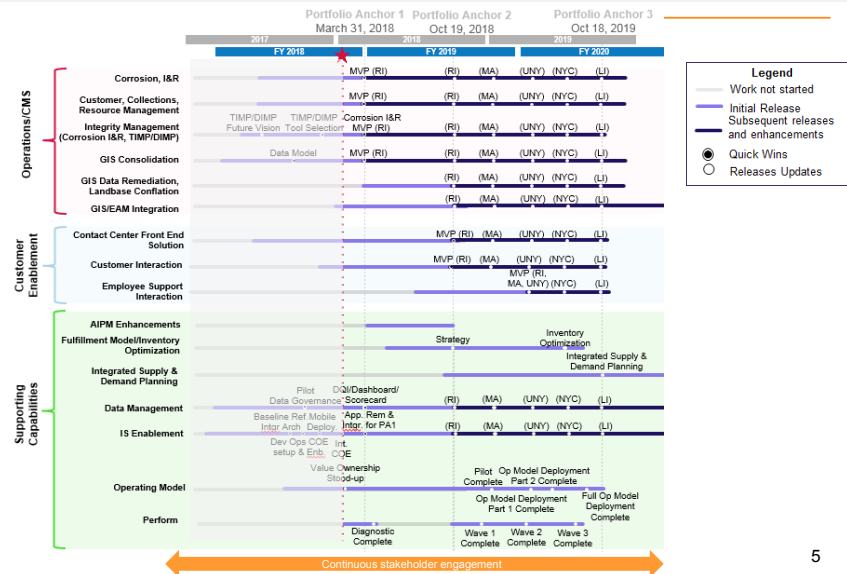 Portfolio Anchor 1 Portfolio Anchor 2 Portfolio Anchor 3
March 31, 2018 Oct 19, 2018 Oct 18, 2019
2017 2018 2019
FY 2018 FY 2019 FY 2020
Operations/CMS
Corrosion, I&R
MVP (RI) (RI) (MA) (UNY) (NYC) (LI)
Customer, Collections,
Resource Management
MVP (RI) (RI) (MA) (UNY) (NYC) (LI)
TIMP/DIMP
Future Vision
TIMP/DIMP
Tool Selection
Corrosion I&R
Integrity Management
(Corrosion I&R, TIMP/DIMP)
MVP (RI) (RI) (MA) (UNY) (NYC) (LI)
GIS Consolidation
Data Model
MVP (RI) (RI) (MA) (UNY) (NYC) (LI)
GIS Data Remediation,
Landbase Conflation
(RI) (MA) (UNY) (NYC) (LI)
GIS/EAM Integration
(RI) (MA) (UNY) (NYC) (LI)
Customer
Enablement
Contact Center Front End
Solution
MVP (RI) (MA) (UNY) (NYC) (LI)
Customer Interaction
MVP (RI) (MA) (UNY) (NYC) (LI)
Employee Support
Interaction
MVP (RI,
MA, UNY) (NYC) (LI)
Supporting
Capabilities
AIPM Enhancements
Fulfillment Model/Inventory
Optimization
Strategy
Inventory
Optimization
Integrated Supply &
Demand Planning
Integrated Supply &
Demand Planning
Pilot
Data Governance
DQI/Dashboard/
Scorecard
Data Management
(RI) (MA) (UNY) (NYC) (LI)
Baseline Ref.
Intgr Arch
Mobile
Deploy.
App. Rem &
Intgr. for PA1
IS Enablement
(RI) (MA) (UNY) (NYC) (LI)
Dev Ops COE
setup & Enb.
Int.
COE
Value Ownership
Stood-up
Operating Model
Pilot
Complete
Op Model Deployment
Part 2 Complete
Op Model Deployment
Part 1 Complete
Full Op Model
Deployment
Complete
Perform
Diagnostic
Complete
Wave 1
Complete
Wave 2
Complete
Wave 3
Complete
Continuous stakeholder engagement
Legend
Work not started
Initial Release
Subsequent releases
and enhancements
Quick Wins
Releases Updates
5